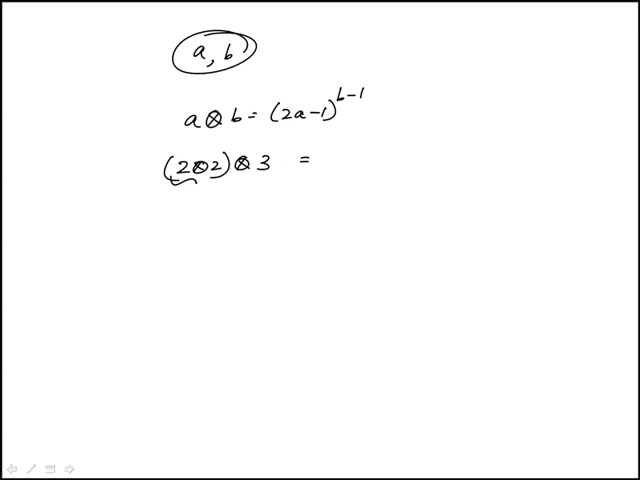 a, b
a ⊗ b = (2a-1)^{b-1}
(2⊗2)⊗3 =